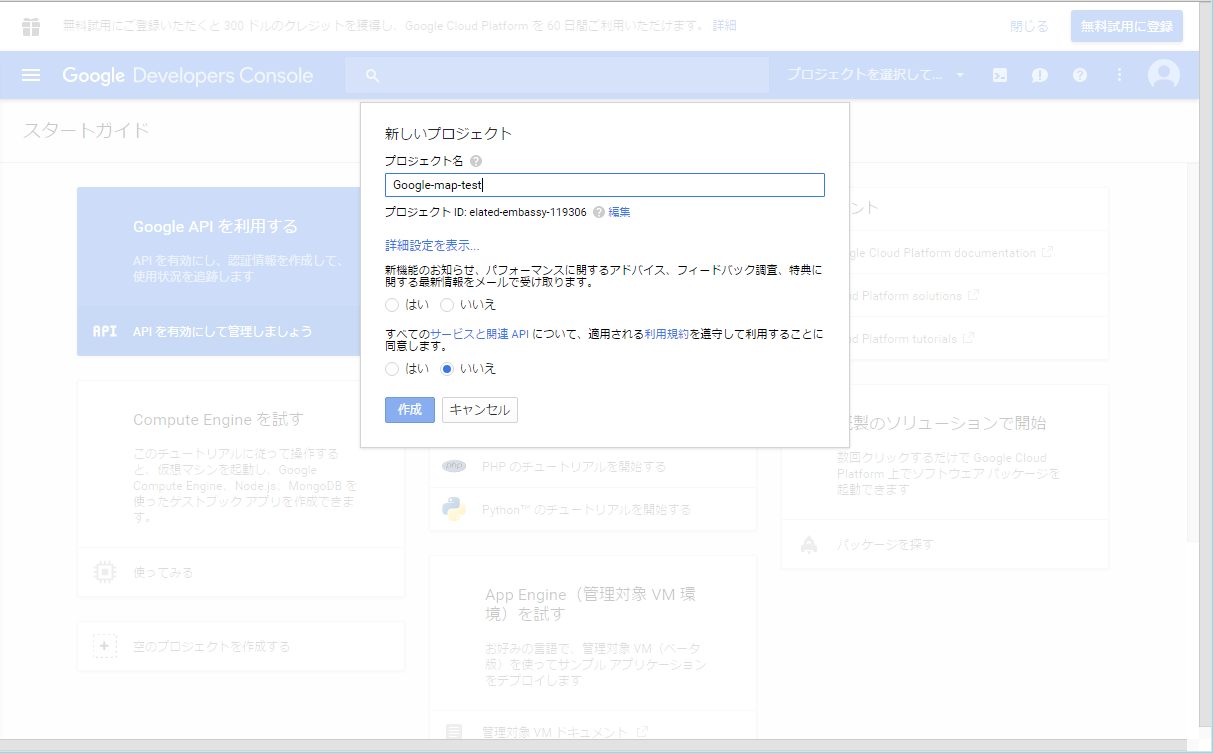 無料試用にご登録いただくと 300 ドルのクレジットを獲得し、Google Cloud Platform を 60 日間ご利用いただけます。 詳細
閉じる
無料試用に登録
Google Developers Console
プロジェクトを選択して...
スタートガイド
新しいプロジェクト
プロジェクト名
Google-map-test
プロジェクト ID: elated-embassy-119306 編集
詳細設定を表示...
新機能のお知らせ、パフォーマンスに関するアドバイス、フィードバック調査、特典に
関する最新情報をメールで受け取ります。
はい いいえ
すべてのサービスと関連 API について、適用される利用規約を遵守して利用することに
同意します。
はい いいえ
作成 キャンセル
Google API を利用する
API を有効にし、認証情報を作成して、
使用状況を追跡します
API API を有効にして管理しましょう
Compute Engine を試す
このチュートリアルに従って操作する
と、仮想マシンを起動し、Google
Compute Engine、Node.js、MongoDB を
使ったゲストブック アプリを作成できま
す。
使ってみる
空のプロジェクトを作成する
php PHP のチュートリアルを開始する
Python™ のチュートリアルを開始する
App Engine（管理対象 VM 環
境）を試す
お好みの言語で、管理対象 VM（ベータ
版）を使ってサンプル アプリケーション
をデプロイします
管理対象 VM ドキュメント
ント
gle Cloud Platform documentation
d Platform solutions
d Platform tutorials
製のソリューションで開始
数回クリックするだけで Google Cloud
Platform 上でソフトウェア パッケージを
起動できます
パッケージを探す